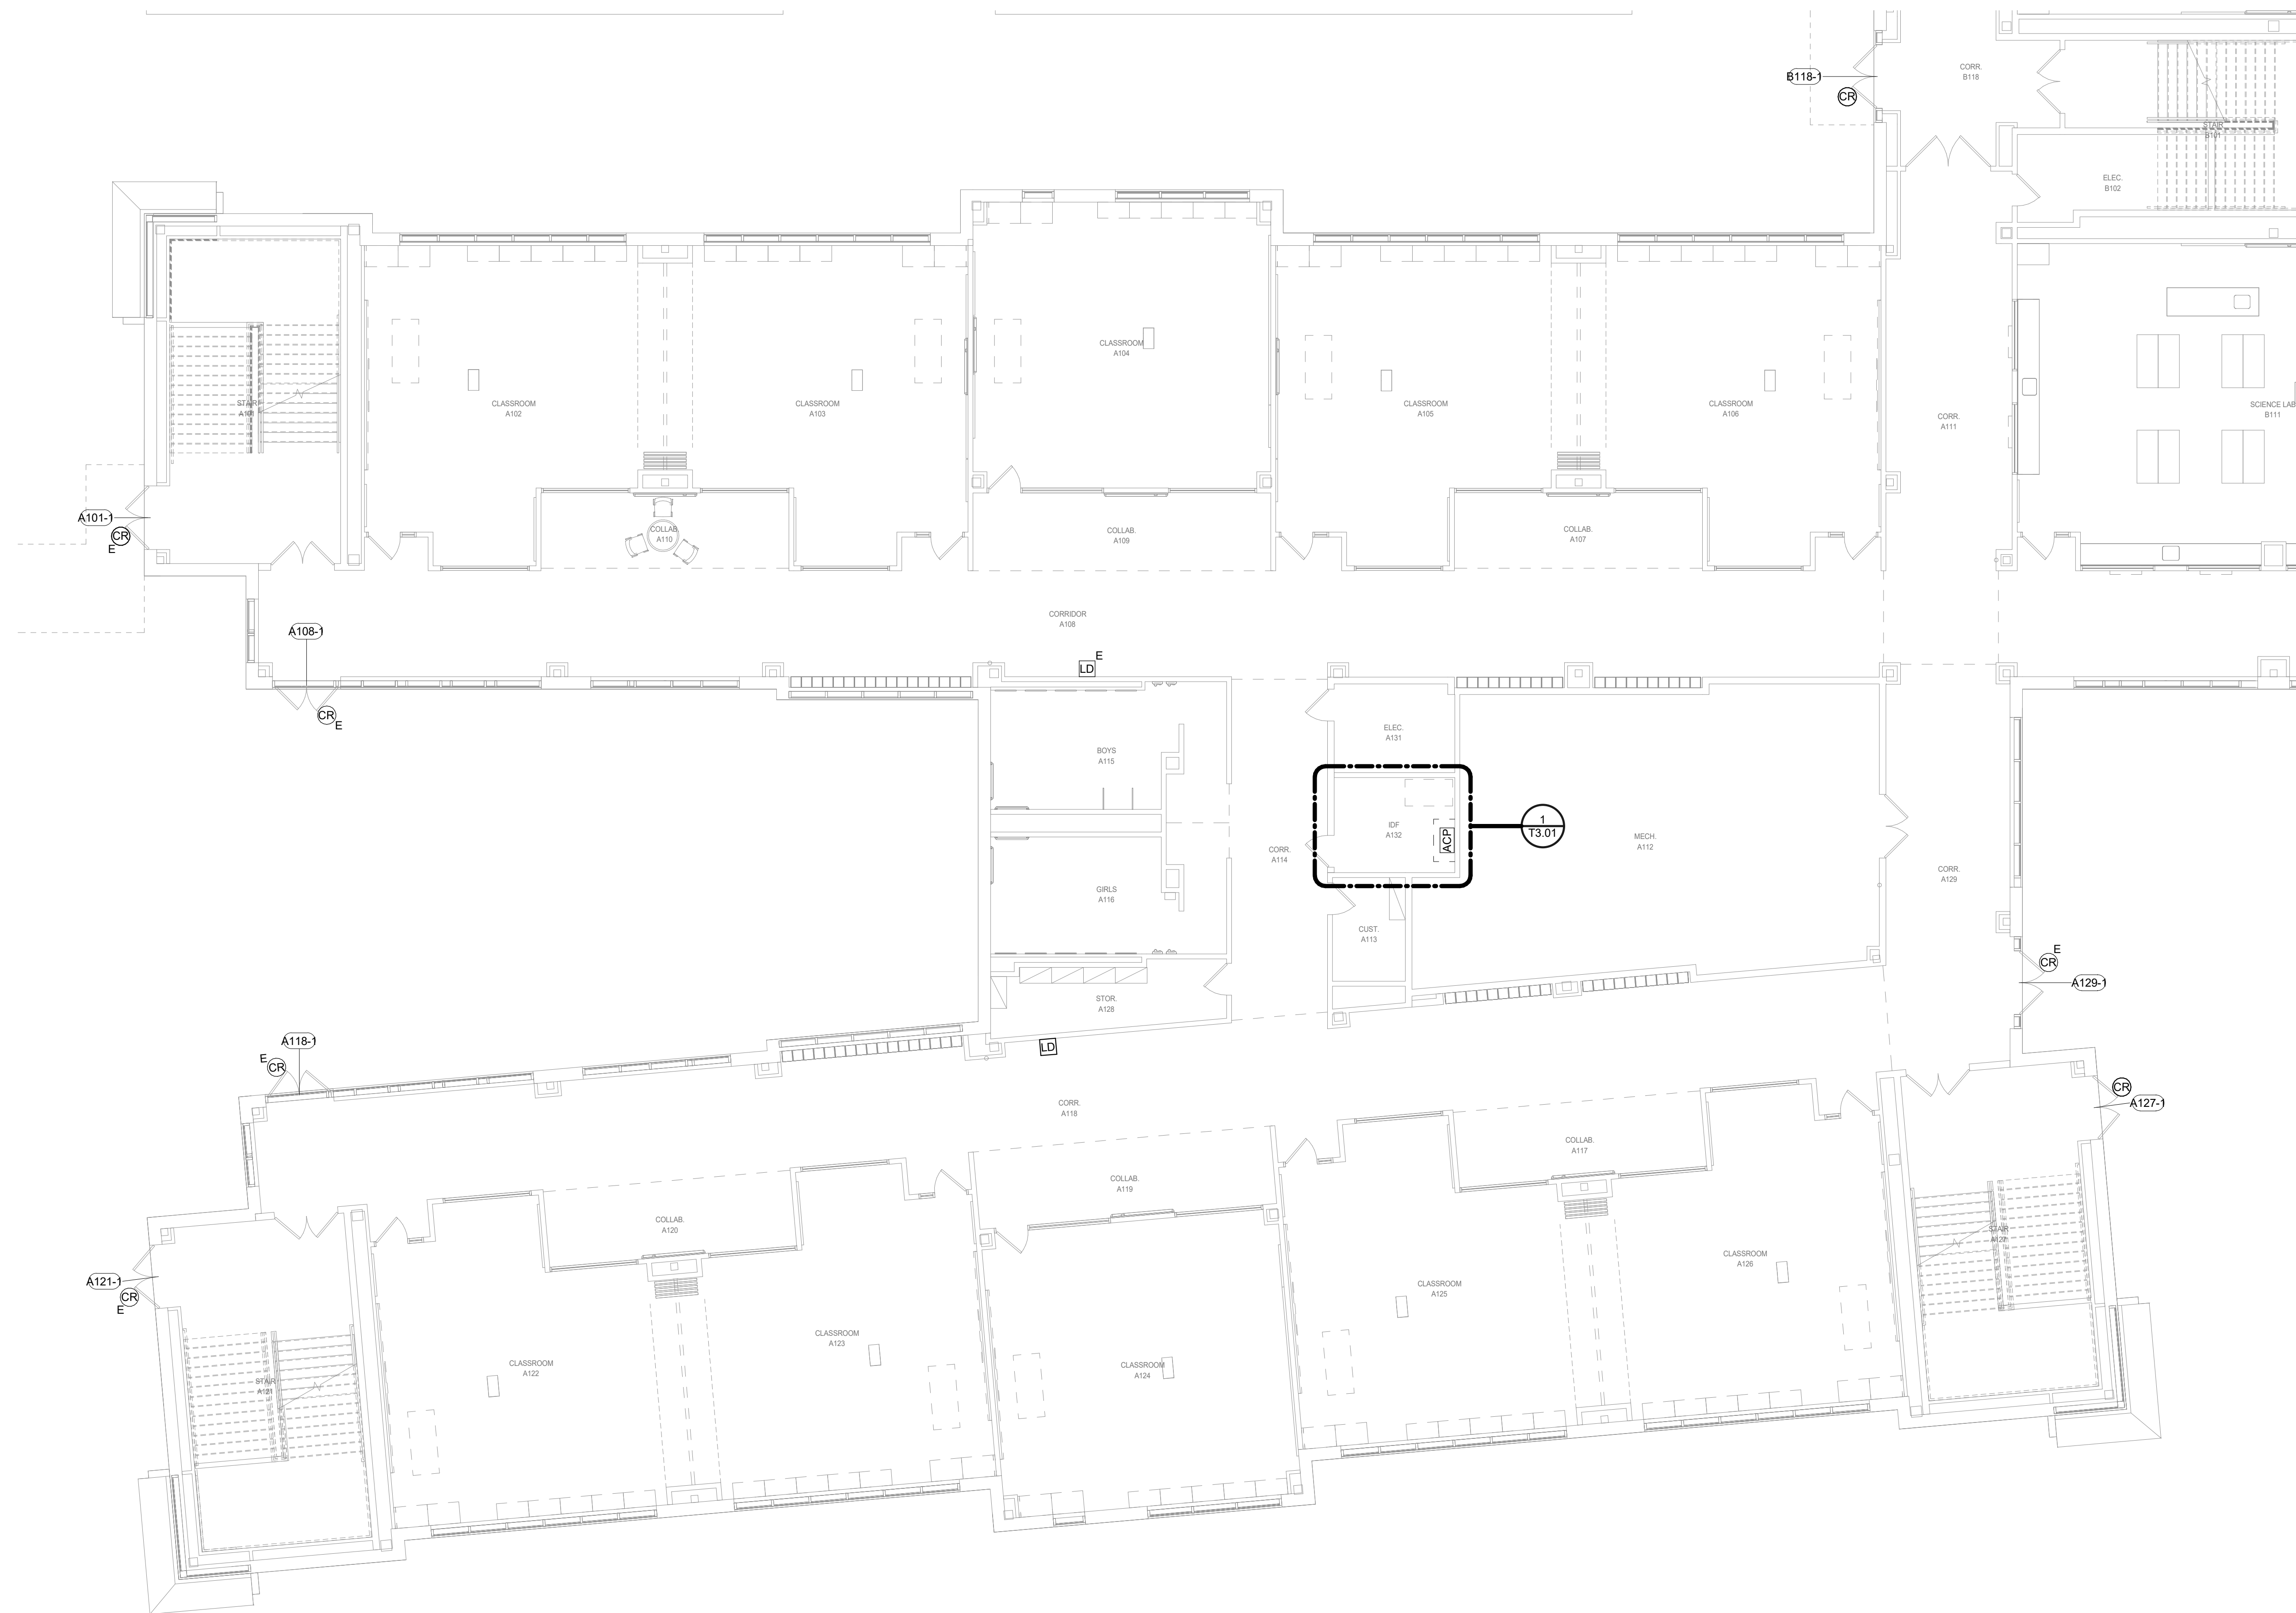 B118-1
CR
CORR.
B118
STAIR
B101
ELEC.
B102
CLASSROOM
A104
STAIR
A101
CLASSROOM
A102
CLASSROOM
A103
CLASSROOM
A105
CLASSROOM
A106
CORR.
A111
SCIENCE LAB
B111
A101-1
CR
E
COLLAB.
A110
COLLAB.
A109
COLLAB.
A107
CORRIDOR
A108
A108-1
CR
E
LD
E
ELEC.
A131
BOYS
A115
IDF
A132
ACP
1
T3.01
MECH.
A112
CORR.
A114
GIRLS
A116
CORR.
A129
CUST.
A113
STOR.
A128
E
CR
A129-1
A118-1
E
CR
LD
CORR.
A118
CR
A127-1
COLLAB.
A117
COLLAB.
A119
COLLAB.
A120
STAIR
A127
A121-1
CR
E
CLASSROOM
A126
CLASSROOM
A125
CLASSROOM
A123
CLASSROOM
A122
CLASSROOM
A124
STAIR
A121